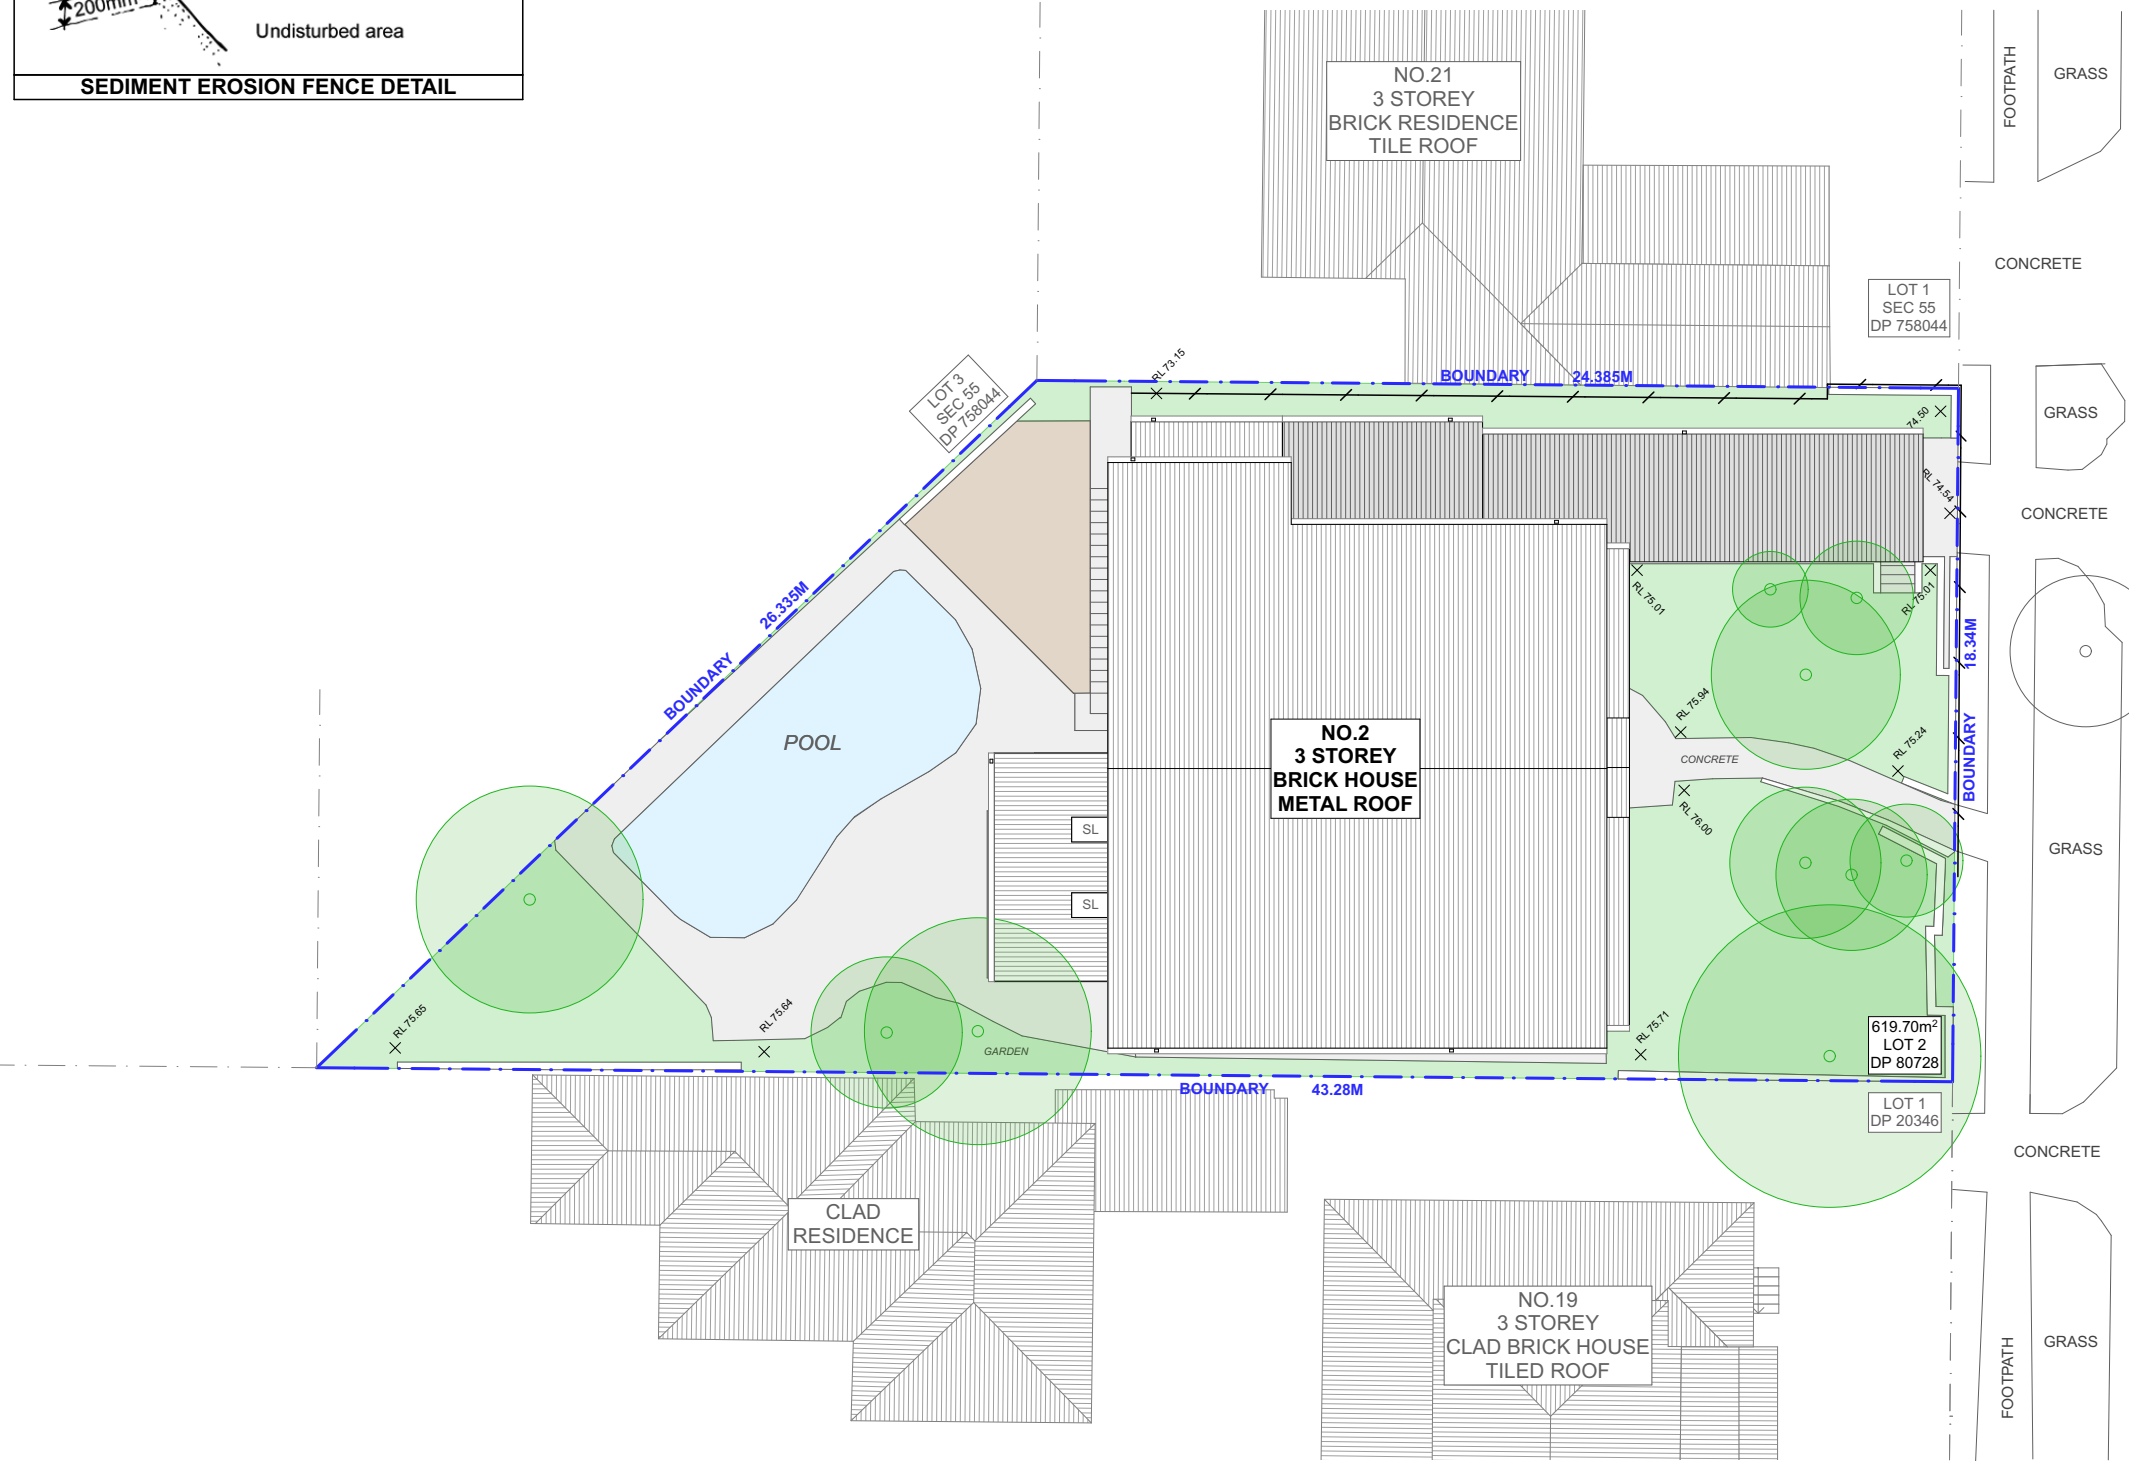 200mm
Undisturbed area
SEDIMENT EROSION FENCE DETAIL
NO.21
3 STOREY
BRICK RESIDENCE
TILE ROOF
FOOTPATH
GRASS
CONCRETE
LOT 1
SEC 55
DP 758044
LOT 3
SEC 55
DP 758044
RL 73.15
BOUNDARY 24.385M
74.50
GRASS
RL 74.54
CONCRETE
26.335M
BOUNDARY
RL 75.01
RL 75.01
18.34M
BOUNDARY
RL 75.94
RL 75.24
POOL
NO.2
3 STOREY
BRICK HOUSE
METAL ROOF
CONCRETE
RL 76.00
SL
SL
GRASS
RL 75.65
RL 75.64
GARDEN
RL 75.71
619.70m²
LOT 2
DP 80728
BOUNDARY 43.28M
LOT 1
DP 20346
CONCRETE
CLAD
RESIDENCE
NO.19
3 STOREY
CLAD BRICK HOUSE
TILED ROOF
FOOTPATH
GRASS